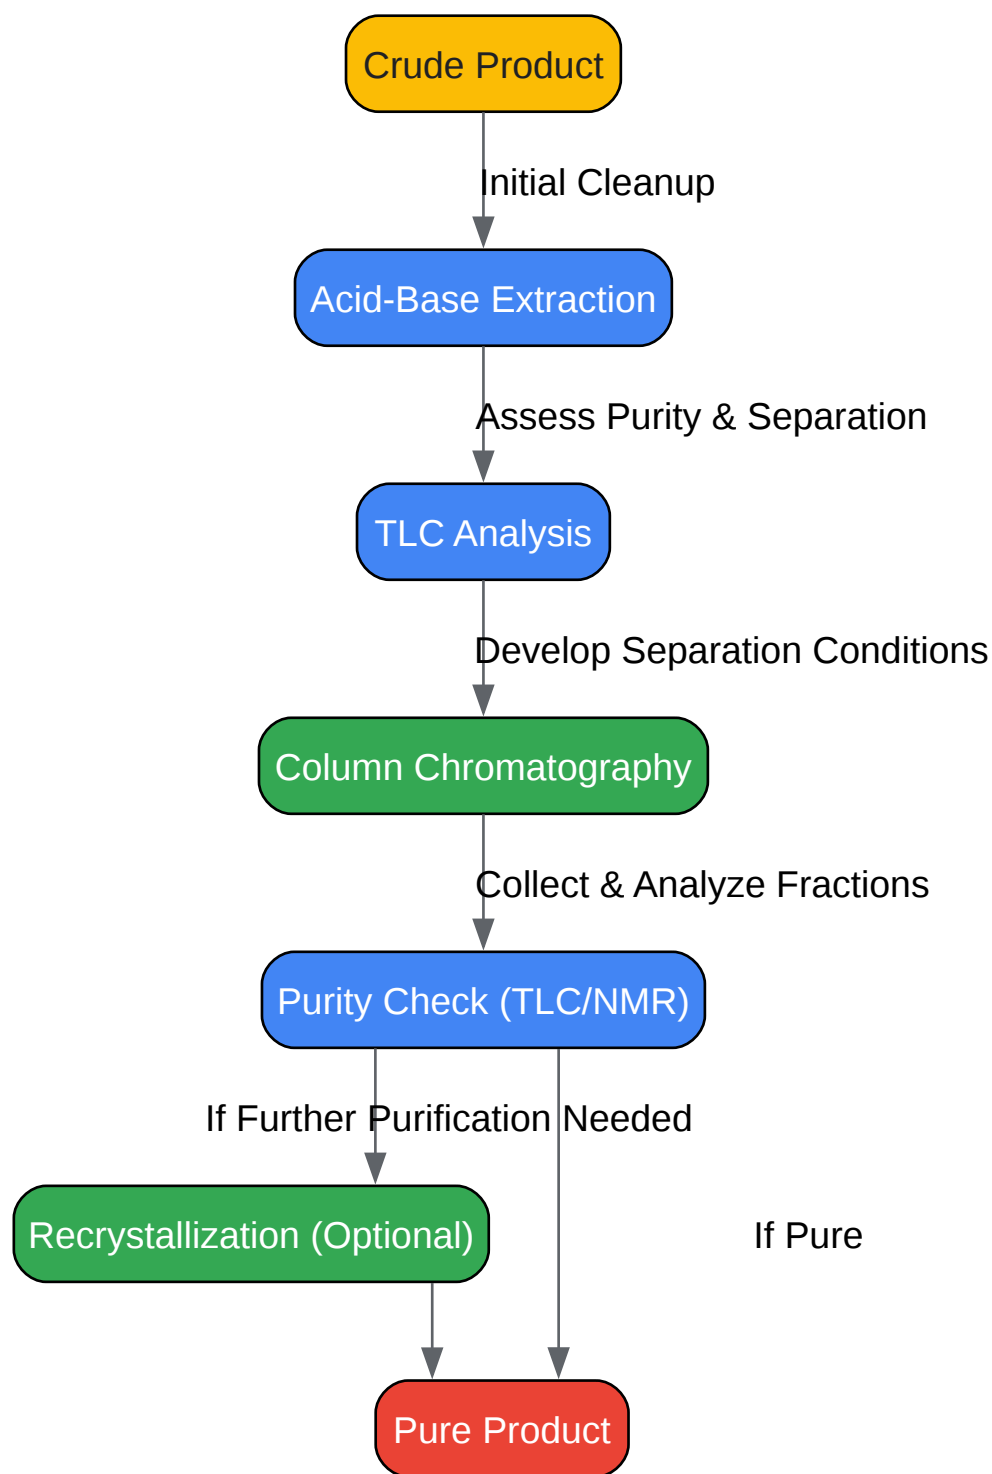 Crude Product
Initial Cleanup
Acid-Base Extraction
Assess Purity & Separation
TLC Analysis
Develop Separation Conditions
Column Chromatography
Collect & Analyze Fractions
Purity Check (TLC/NMR)
If Further Purification Needed
Recrystallization (Optional)
If Pure
Pure Product